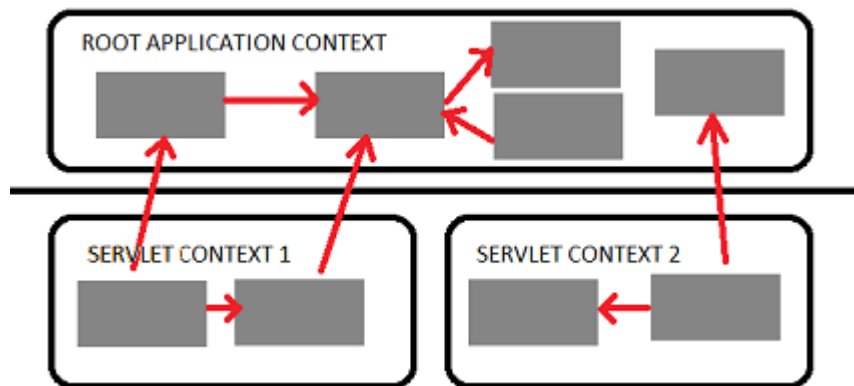 ROOT APPLICATION CONTEXT
SERVLET CONTEXT 1
SERVLET CONTEXT 2